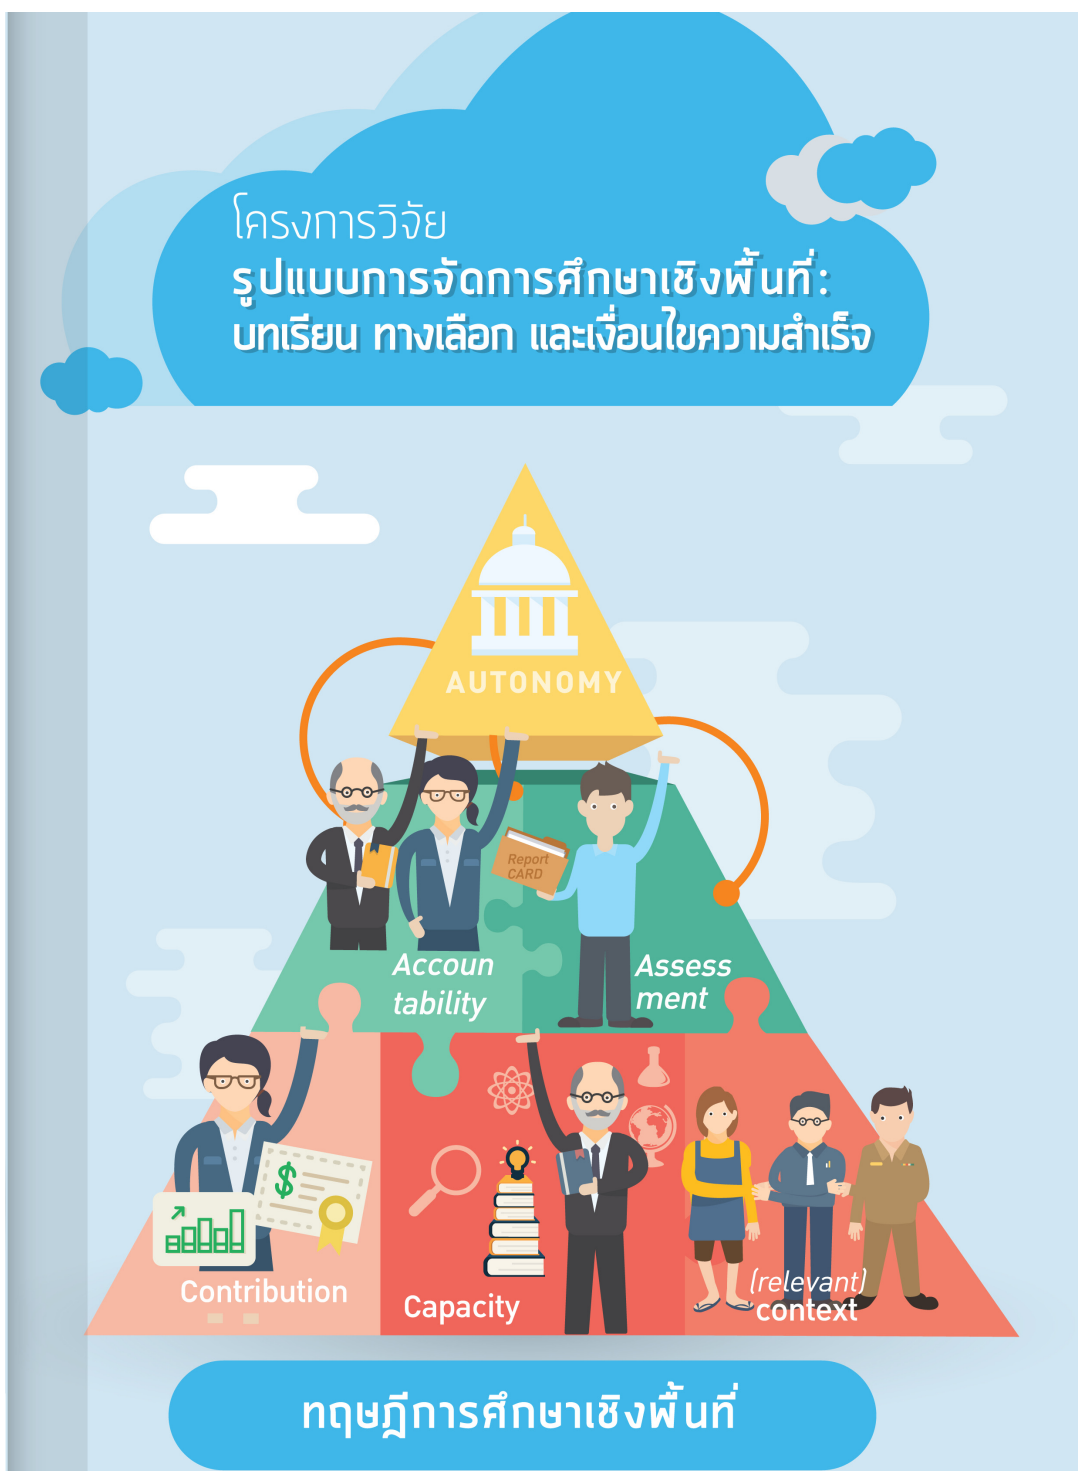 โครงการวิจัย
รูปแบบการจัดการศึกษาเชิงพื้นที่:
บทเรียน ทางเลือก และเงื่อนไขความสำเร็จ
AUTONOMY
Report
CARD
Accoun
tability
Assess
ment
$
Contribution
Capacity
(relevant)
context
ทฤษฎีการศึกษาเชิงพื้นที่